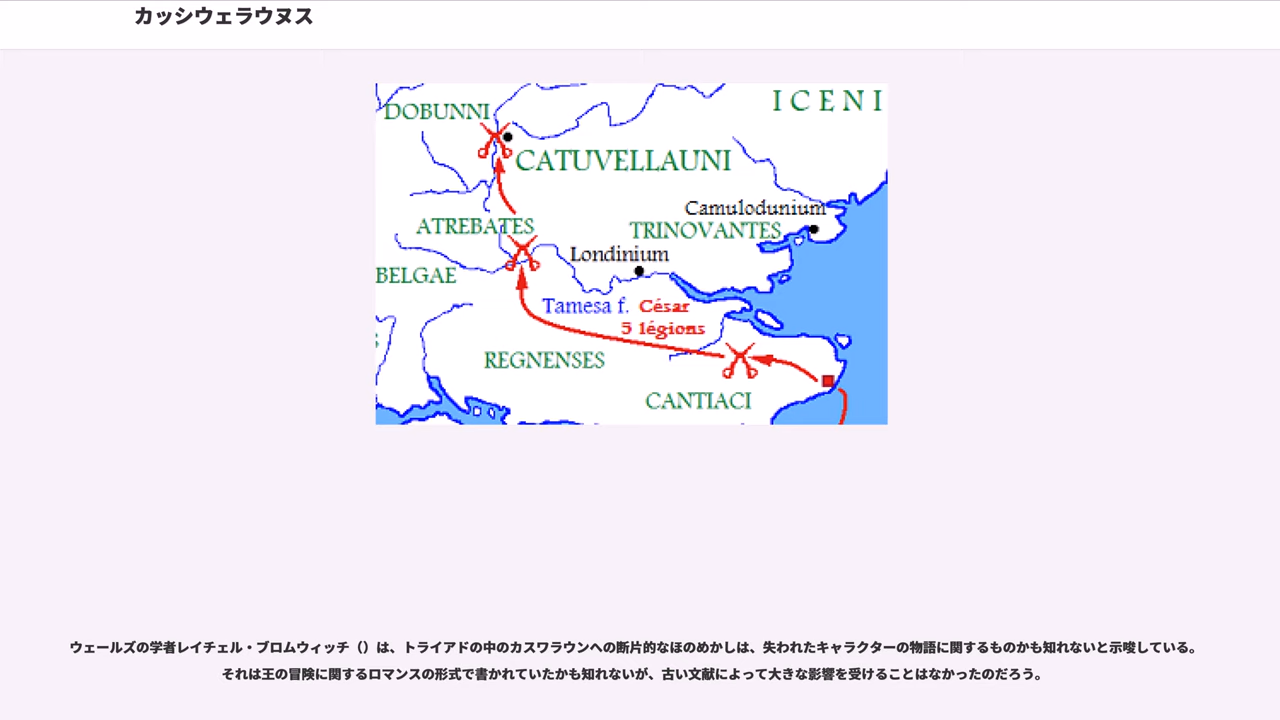 カッシウェラウヌス
DOBUNNI
ICENI
CATUVELLAUNI
Camulodunium
ATREBATES
TRINOVANTES
Londinium
BELGAE
Tamesa f.
César
5 légions
REGNENSES
CANTIACI
ウェールズの学者レイチェル・ブロムウィッチ（）は、トライアドの中のカスワラウンへの断片的なほのめかしは、失われたキャラクターの物語に関するものかも知れないと示唆している。
それは王の冒険に関するロマンスの形式で書かれていたかも知れないが、古い文献によって大きな影響を受けることはなかったのだろう。